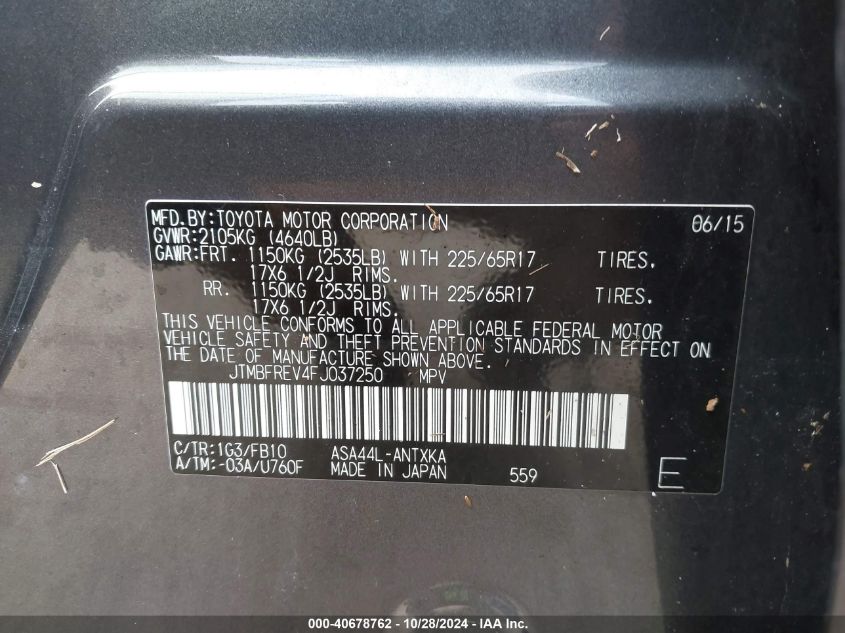 MFD.BY:TOYOTA MOTOR CORPORATION 06/15
GVWR:2105KG (4640LB)
GAWR:FRT. 1150KG (2535LB) WITH 225/65R17 TIRES.
17X6 1/2J RIMS.
RR. 1150KG (2535LB) WITH 225/65R17 TIRES.
17X6 1/2J RIMS.
THIS VEHICLE CONFORMS TO ALL APPLICABLE FEDERAL MOTOR
VEHICLE SAFETY AND THEFT PREVENTION STANDARDS IN EFFECT ON
THE DATE OF MANUFACTURE SHOWN ABOVE.
JTMBFREV4FJ037250 MPV
C/TR:1G3/FB10 ASA44L-ANTXKA
A/TM:-03A/U760F MADE IN JAPAN 559 E
000-40678762 - 10/28/2024 - IAA, Inc.